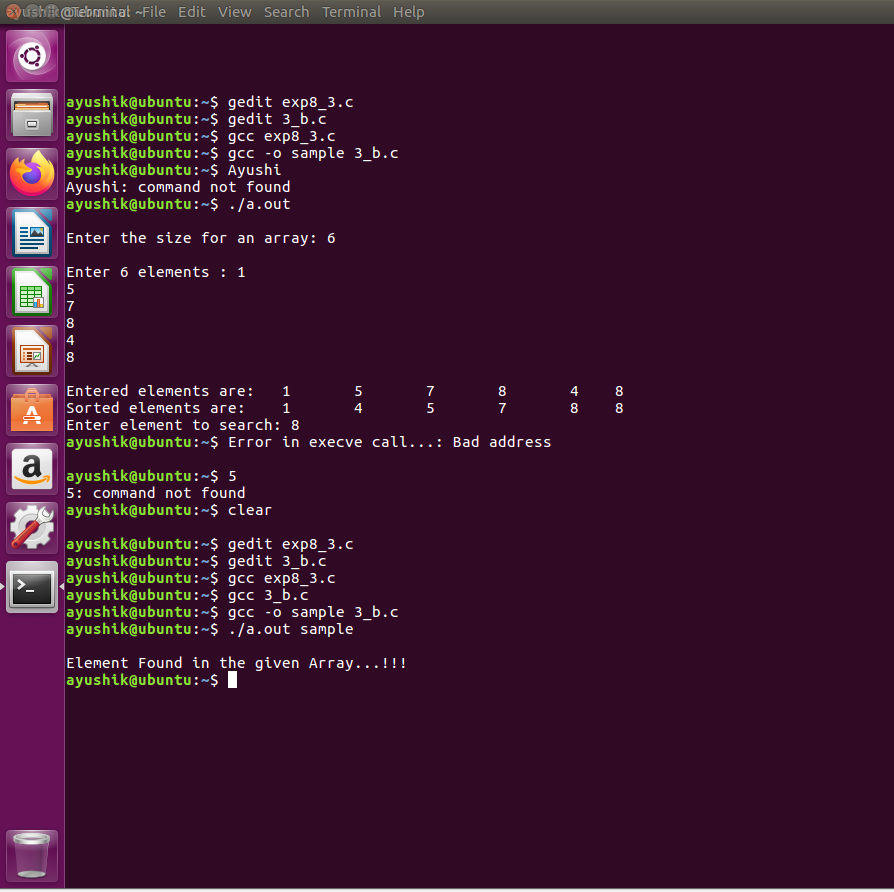 ayushik@ubuntu: ~ Terminal File Edit View Search Terminal Help
ayushik@ubuntu:~$ gedit exp8_3.c
ayushik@ubuntu:~$ gedit 3_b.c
ayushik@ubuntu:~$ gcc exp8_3.c
ayushik@ubuntu:~$ gcc -o sample 3_b.c
ayushik@ubuntu:~$ Ayushi
Ayushi: command not found
ayushik@ubuntu:~$ ./a.out
Enter the size for an array: 6
Enter 6 elements : 1
5
7
8
4
8
Entered elements are: 1 5 7 8 4 8
Sorted elements are: 1 4 5 7 8 8
Enter element to search: 8
ayushik@ubuntu:~$ Error in execve call...: Bad address
ayushik@ubuntu:~$ 5
5: command not found
ayushik@ubuntu:~$ clear
ayushik@ubuntu:~$ gedit exp8_3.c
ayushik@ubuntu:~$ gedit 3_b.c
ayushik@ubuntu:~$ gcc exp8_3.c
ayushik@ubuntu:~$ gcc 3_b.c
ayushik@ubuntu:~$ gcc -o sample 3_b.c
ayushik@ubuntu:~$ ./a.out sample
Element Found in the given Array...!!!
ayushik@ubuntu:~$